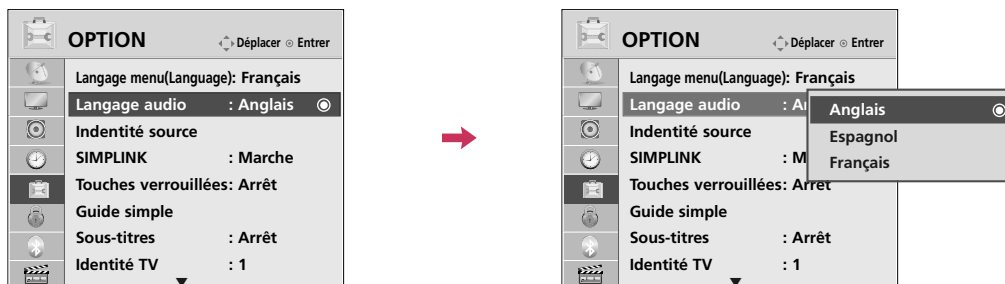 OPTION
Déplacer Entrer
Langage menu(Language): Français
Langage audio : Anglais
Indentité source
SIMPLINK : Marche
Touches verrouillées: Arrêt
Guide simple
Sous-titres : Arrêt
Identité TV : 1
OPTION
Déplacer Entrer
Langage menu(Language): Français
Langage audio
Indentité source
SIMPLINK : M
Touches verrouillées: Arrêt
Guide simple
Sous-titres : Arrêt
Identité TV : 1
Anglais
Espagnol
Français